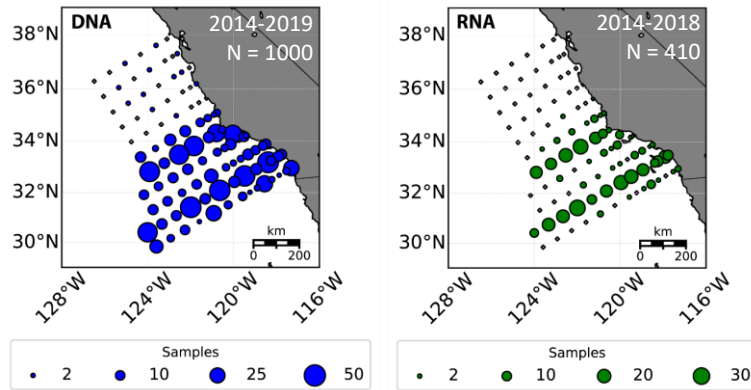 DNA 2014-2019
N = 1000
38°N
36°N
34°N
32°N
30°N
km
0 200
128°W 124°W 120°W 116°W
Samples
2 10 25 50
RNA 2014-2018
N = 410
38°N
36°N
34°N
32°N
30°N
km
0 200
128°W 124°W 120°W 116°W
Samples
2 10 20 30